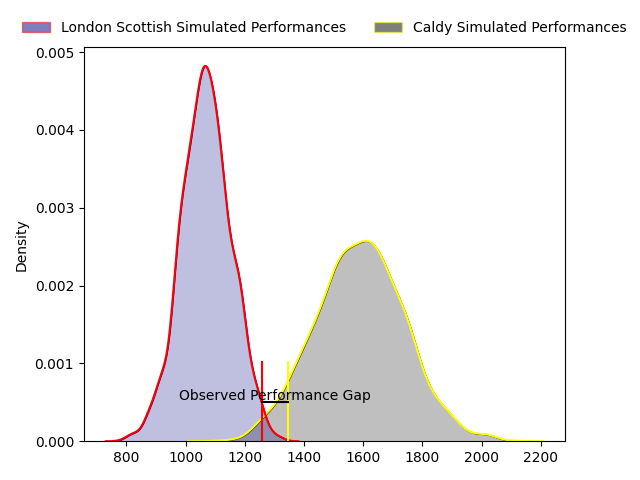 London Scottish Simulated Performances
Caldy Simulated Performances
0.005
0.004
0.003
0.002
0.001
0.000
Density
Observed Performance Gap
800 1000 1200 1400 1600 1800 2000 2200